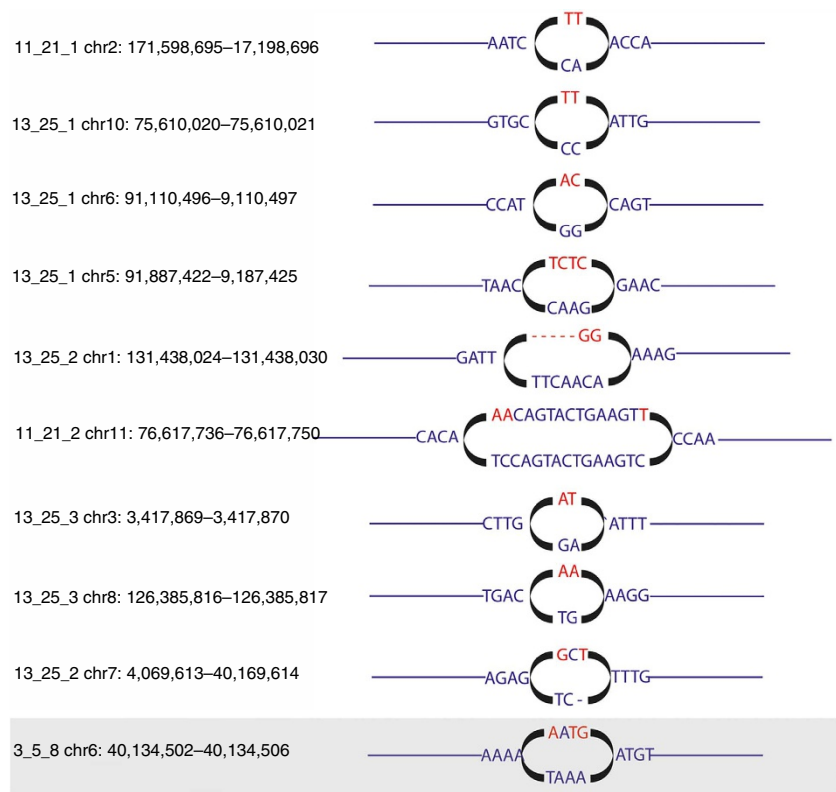 TT
11_21_1 chr2: 171,598,695–17,198,696 AATC ACCA
CA
TT
13_25_1 chr10: 75,610,020–75,610,021 GTGC ATTG
CC
AC
13_25_1 chr6: 91,110,496–9,110,497 CCAT CAGT
GG
TCTC
13_25_1 chr5: 91,887,422–9,187,425 TAAC GAAC
CAAG
-----GG
13_25_2 chr1: 131,438,024–131,438,030 GATT AAAG
TTCAACA
AACAGTACTGAAGTT
11_21_2 chr11: 76,617,736–76,617,750 CACA CCAA
TCCAGTACTGAAGTC
AT
13_25_3 chr3: 3,417,869–3,417,870 CTTG ATTT
GA
AA
13_25_3 chr8: 126,385,816–126,385,817 TGAC AAGG
TG
GCT
13_25_2 chr7: 4,069,613–40,169,614 AGAG TTTG
TC-
AATG
3_5_8 chr6: 40,134,502–40,134,506 AAAA ATGT
TAAA